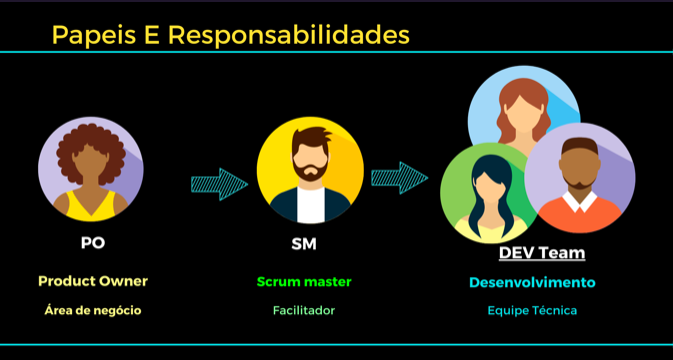 Papeis E Responsabilidades
PO
SM
DEV Team
Product Owner
Scrum master
Desenvolvimento
Área de negócio
Facilitador
Equipe Técnica